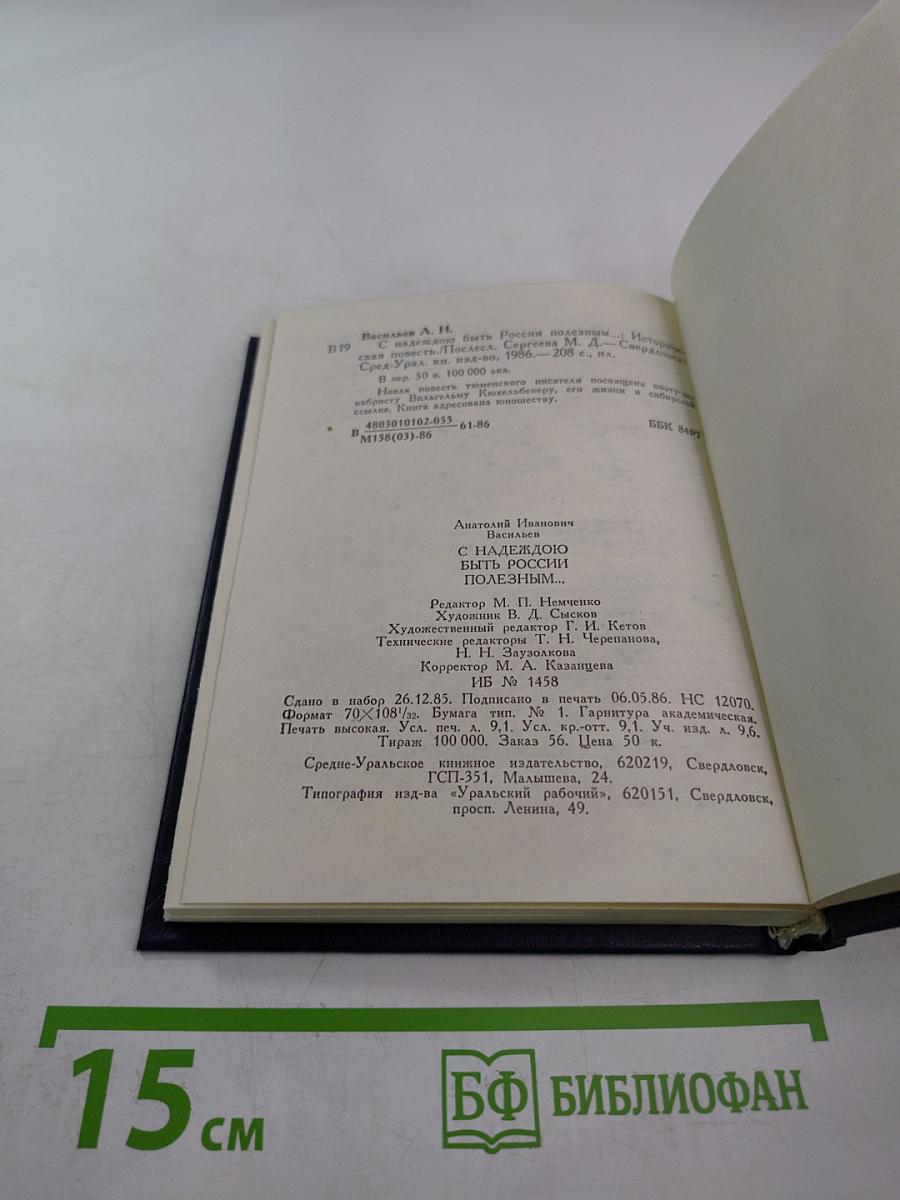 Васильев А. И.
В19 С надеждою быть России полезным...: Историче-
ская повесть./Послесл. Сергеева М. Д.— Свердловск:
Сред-Урал. кн. изд-во, 1986.— 208 с., ил.
В пер. 50 к. 100 000 экз.
Новая повесть тюменского писателя посвящена поэту-де-
кабристу Вильгельму Кюхельбекеру, его жизни в сибирской
ссылке. Книга адресована юношеству.
В 4803010102-055 61-86 ББК
М158(03)-86
Анатолий Иванович
Васильев
С НАДЕЖДОЮ
БЫТЬ РОССИИ
ПОЛЕЗНЫМ...
Редактор М. П. Немченко
Художник В. Д. Сысков
Художественный редактор Г. И. Кетов
Технические редакторы Т. Н. Черепанова,
Н. Н. Заузолкова
Корректор М. А. Казанцева
ИБ № 1458
Сдано в набор 26.12.85. Подписано в печать 06.05.86. НС 12070.
Формат 70×108¹/₃₂. Бумага тип. № 1. Гарнитура академическая.
Печать высокая. Усл. печ. л. 9,1. Усл. кр.-отт. 9,1. Уч. изд. л. 9,6.
Тираж 100 000. Заказ 56. Цена 50 к.
Средне-Уральское книжное издательство, 620219, Свердловск,
ГСП-351, Малышева, 24.
Типография изд-ва «Уральский рабочий», 620151, Свердловск,
просп. Ленина, 49.
15 см
БФ БИБЛИОФАН